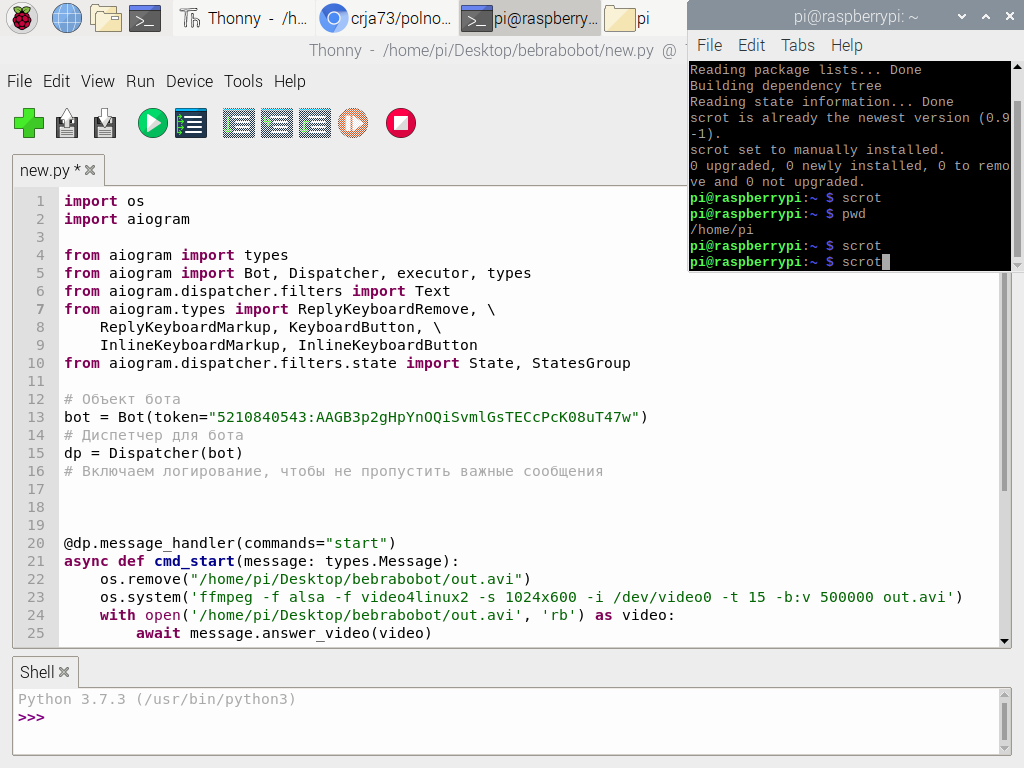 Thonny - /h...
crja73/polno...
pi@raspberry...
pi
Thonny - /home/pi/Desktop/bebrabobot/new.py @
File Edit View Run Device Tools Help
new.py *
1 import os
2 import aiogram
3
4 from aiogram import types
5 from aiogram import Bot, Dispatcher, executor, types
6 from aiogram.dispatcher.filters import Text
7 from aiogram.types import ReplyKeyboardRemove, \
8 ReplyKeyboardMarkup, KeyboardButton, \
9 InlineKeyboardMarkup, InlineKeyboardButton
10 from aiogram.dispatcher.filters.state import State, StatesGroup
11
12 # Объект бота
13 bot = Bot(token="5210840543:AAGB3p2gHpYnOQiSvmlGsTECcPcK08uT47w")
14 # Диспетчер для бота
15 dp = Dispatcher(bot)
16 # Включаем логирование, чтобы не пропустить важные сообщения
17
18
19
20 @dp.message_handler(commands="start")
21 async def cmd_start(message: types.Message):
22 os.remove("/home/pi/Desktop/bebrabobot/out.avi")
23 os.system('ffmpeg -f alsa -f video4linux2 -s 1024x600 -i /dev/video0 -t 15 -b:v 500000 out.avi')
24 with open('/home/pi/Desktop/bebrabobot/out.avi', 'rb') as video:
25 await message.answer_video(video)
Shell
Python 3.7.3 (/usr/bin/python3)
>>>
pi@raspberrypi: ~
File Edit Tabs Help
Reading package lists... Done
Building dependency tree
Reading state information... Done
scrot is already the newest version (0.9
-1).
scrot set to manually installed.
0 upgraded, 0 newly installed, 0 to remo
ve and 0 not upgraded.
pi@raspberrypi:~ $ scrot
pi@raspberrypi:~ $ pwd
/home/pi
pi@raspberrypi:~ $ scrot
pi@raspberrypi:~ $ scrot